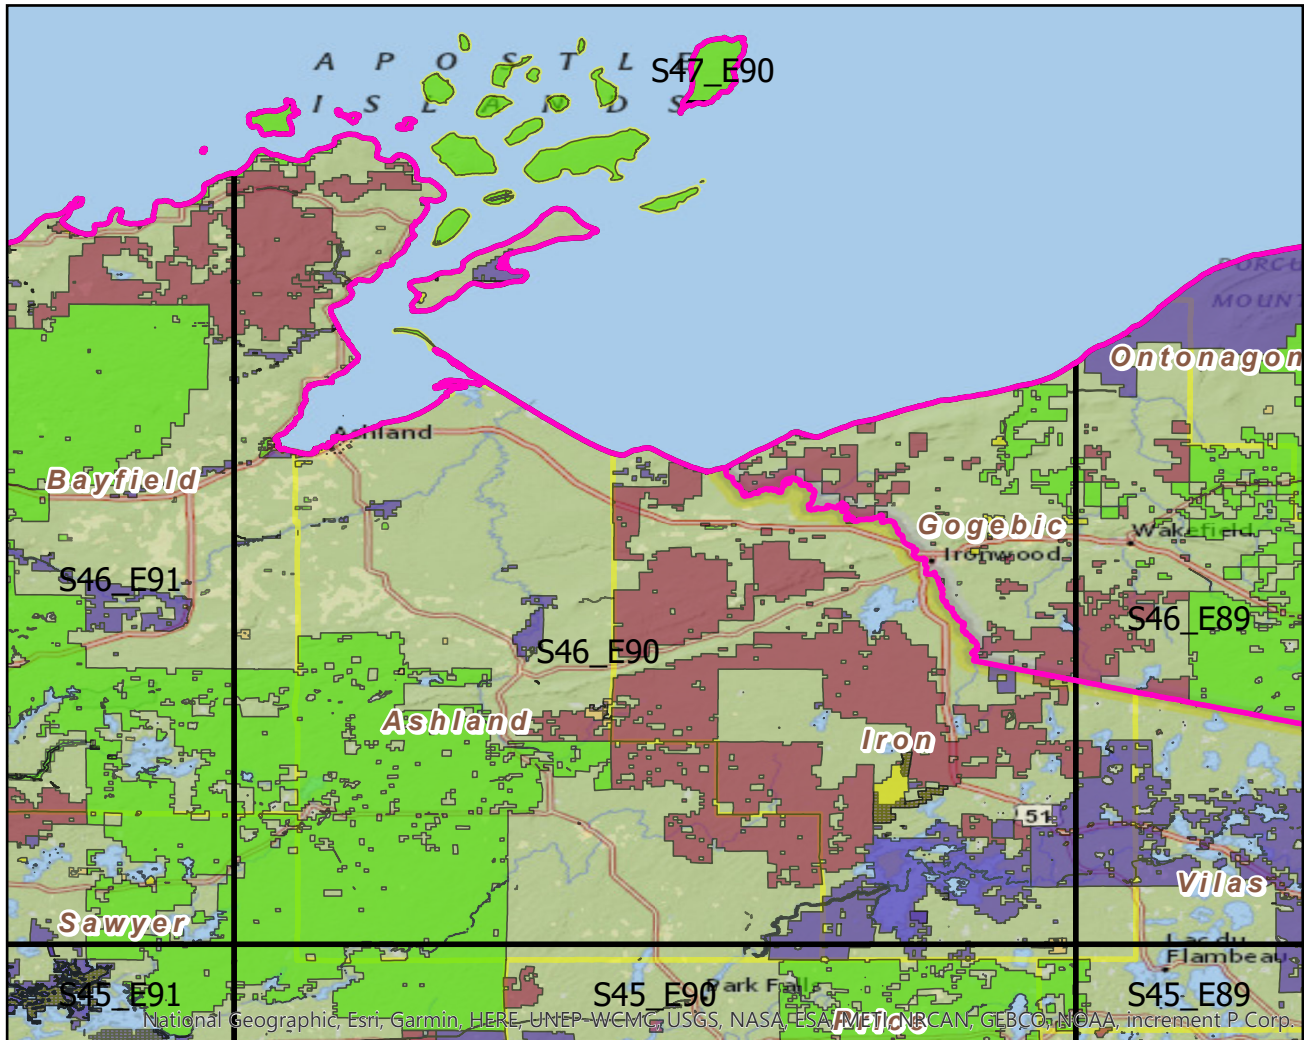 A P O S T L E
S47_E90
I S L A N D S
PORCU
MOUNT
Ontonagon
Ashland
Bayfield
Gogebic
Wakefield
Ironwood
S46_E91
S46_E89
S46_E90
Ashland
Iron
51
Vilas
Sawyer
Lac du
Flambeau
S45_E91
Park Falls
S45_E90
S45_E89
National Geographic, Esri, Garmin, HERE, UNEP-WCMC, USGS, NASA, ESA, METI, NRCAN, GEBCO, NOAA, increment P Corp.